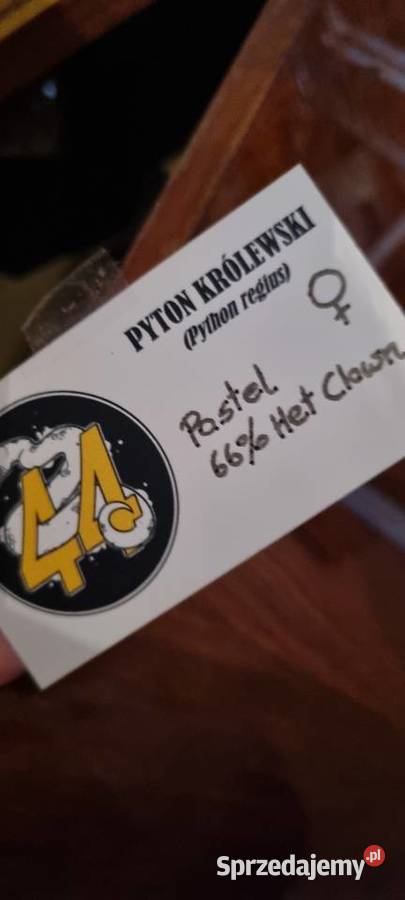 PYTON KRÓLEWSKI
(Python regius)
♀
Pastel
66% Het Clown
Sprzedajemy.pl